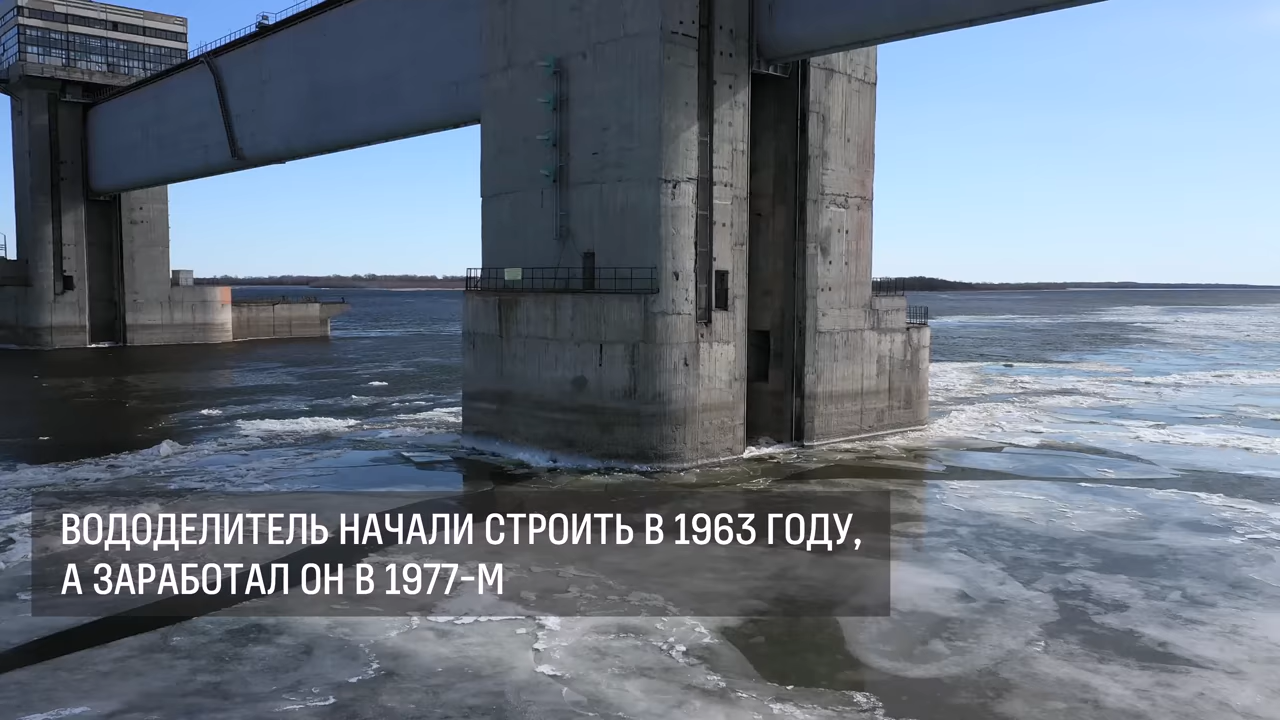 ВОДОДЕЛИТЕЛЬ НАЧАЛИ СТРОИТЬ В 1963 ГОДУ,
А ЗАРАБОТАЛ ОН В 1977-М